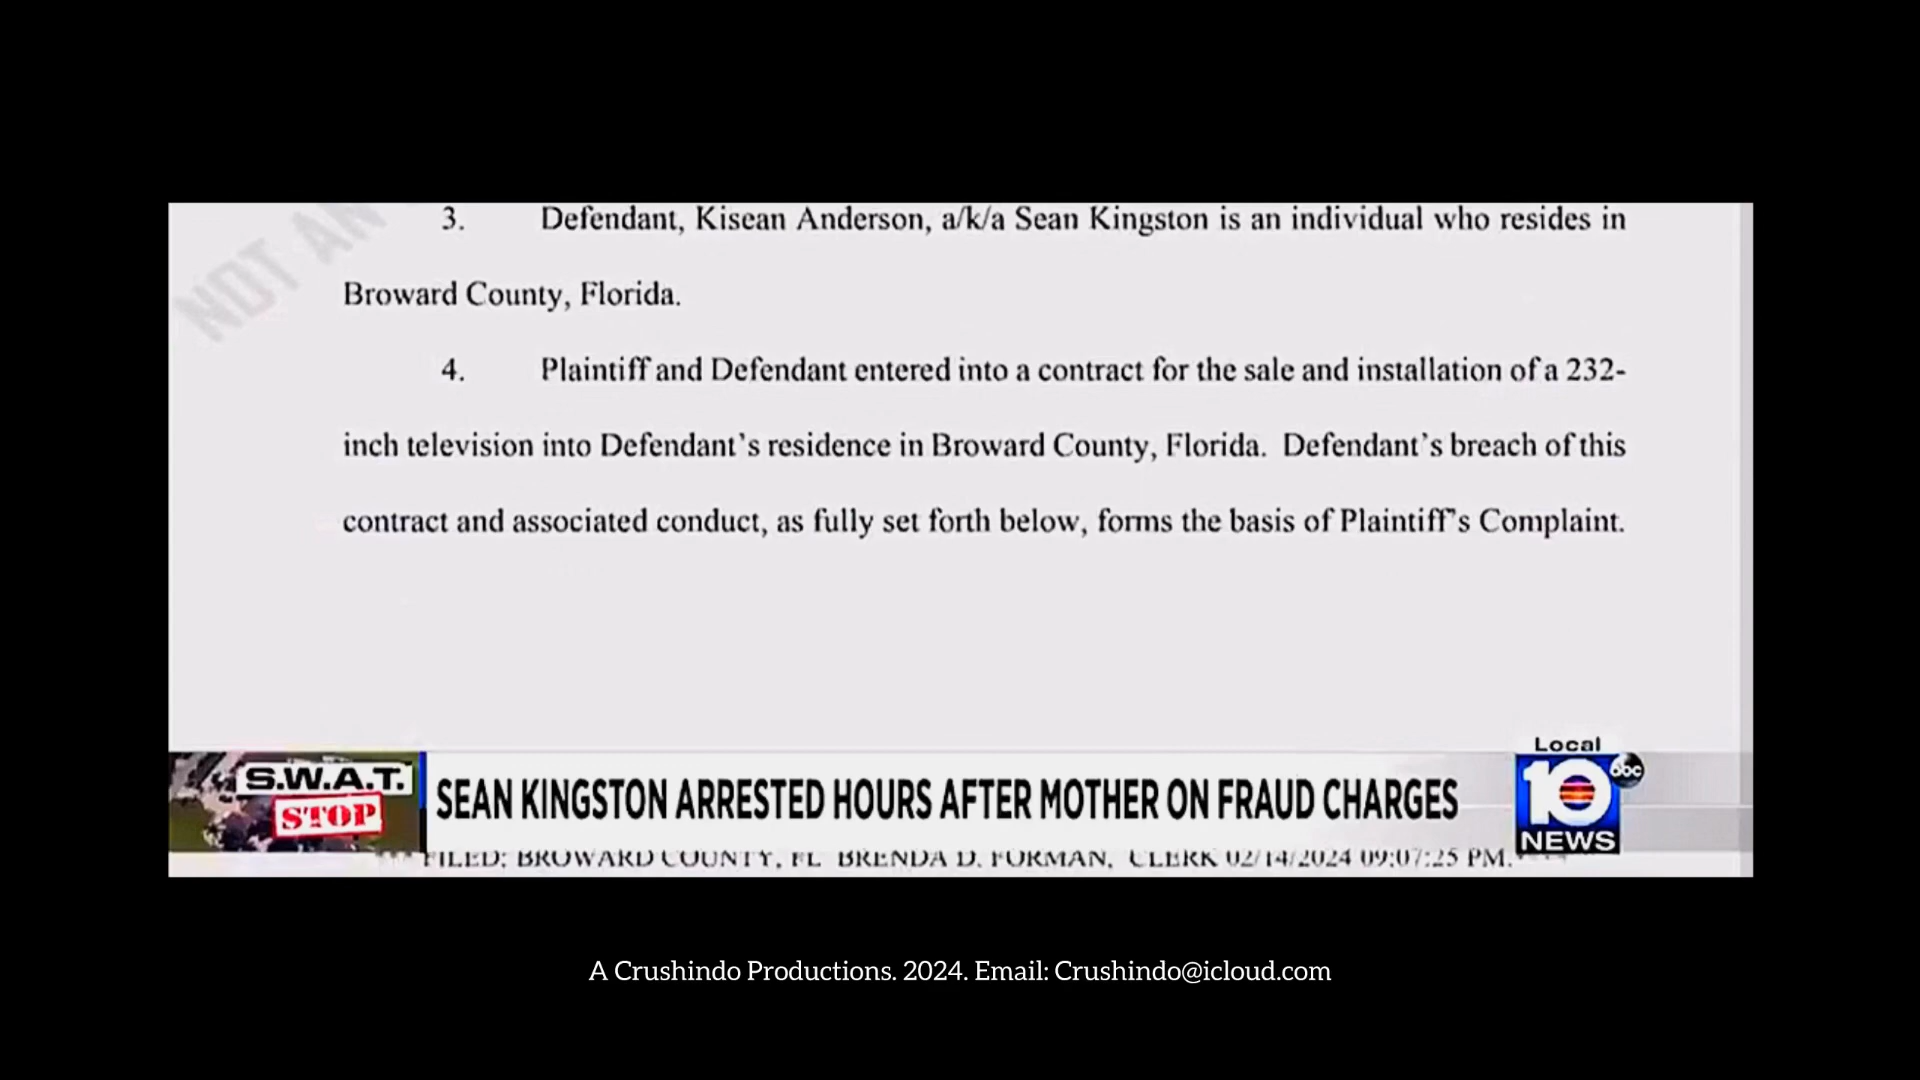 NOT AN
3. Defendant, Kisean Anderson, a/k/a Sean Kingston is an individual who resides in
Broward County, Florida.
4. Plaintiff and Defendant entered into a contract for the sale and installation of a 232-
inch television into Defendant's residence in Broward County, Florida. Defendant's breach of this
contract and associated conduct, as fully set forth below, forms the basis of Plaintiff's Complaint.
S.W.A.T.
STOP
SEAN KINGSTON ARRESTED HOURS AFTER MOTHER ON FRAUD CHARGES
Local
10
abc
NEWS
*** FILED: BROWARD COUNTY, FL BRENDA D. FORMAN, CLERK 02/14/2024 09:07:25 PM.****
A Crushindo Productions. 2024. Email: Crushindo@icloud.com